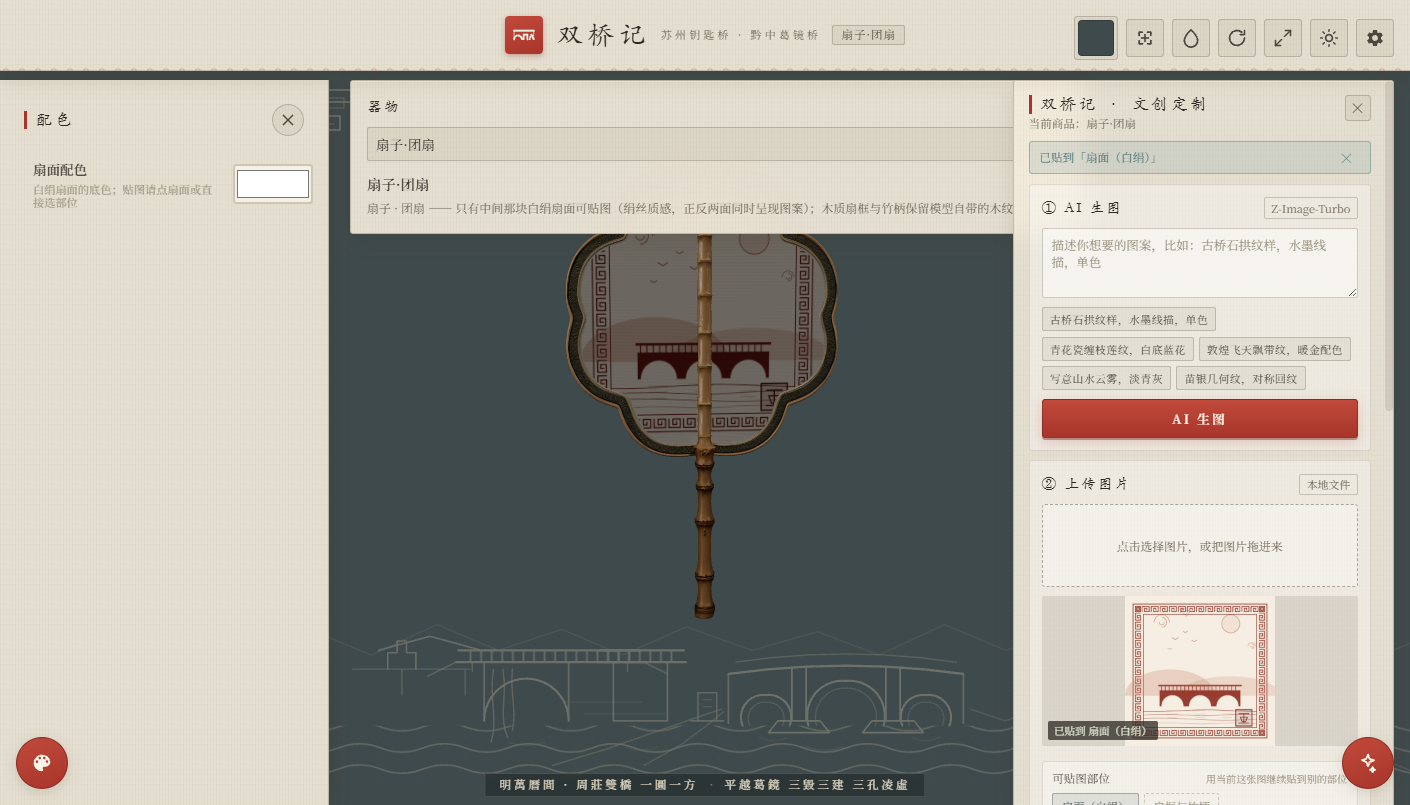 双桥记 苏州钥匙桥 · 黔中葛镜桥 扇子·团扇
配色
扇面配色
白绢扇面的底色；贴图请点扇面或直
接选部位
器物
扇子·团扇
扇子·团扇
扇子 · 团扇 —— 只有中间那块白绢扇面可贴图（绢丝质感，正反两面同时呈现图案）；木质扇框与竹柄保留模型自带的木纹
明萬曆間 · 周莊雙橋 一圓一方 · 平越葛鏡 三毁三建 三孔凌虛
双桥记 · 文创定制
当前商品：扇子·团扇
已贴到「扇面（白绢）」
① AI 生图 Z-Image-Turbo
描述你想要的图案，比如：古桥石拱纹样，水墨线
描，单色
古桥石拱纹样，水墨线描，单色
青花瓷缠枝莲纹，白底蓝花 敦煌飞天飘带纹，暖金配色
写意山水云雾，淡青灰 苗银几何纹，对称回纹
AI 生图
② 上传图片 本地文件
点击选择图片，或把图片拖进来
已贴到 扇面（白绢）
可贴图部位 用当前这张图继续贴到别的部位
扇面（白绢）